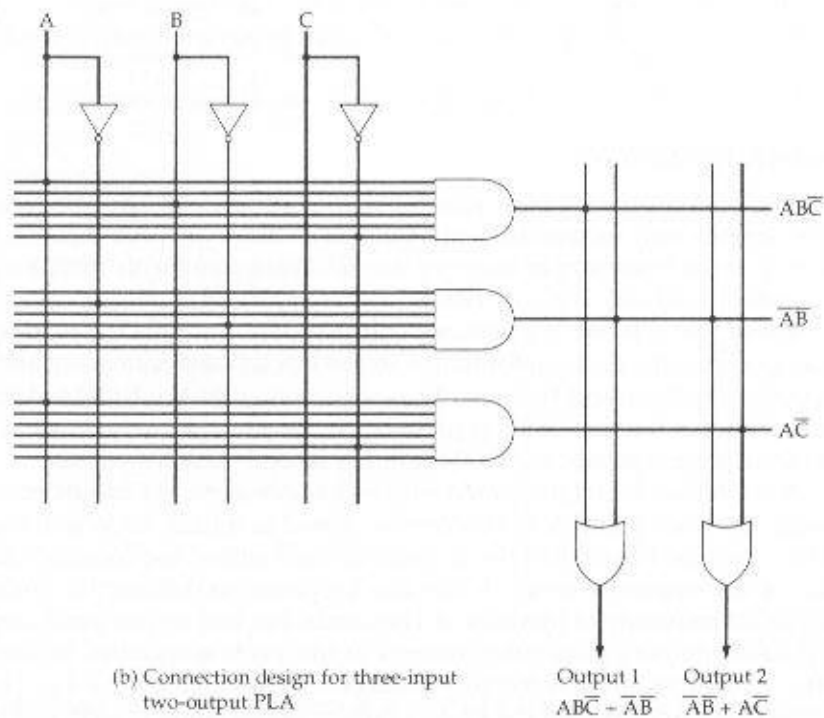 A B C
ABC̅
A̅B̅
AC̅
(b) Connection design for three-input
two-output PLA
Output 1 Output 2
ABC̅ – A̅B̅ A̅B̅ + AC̅